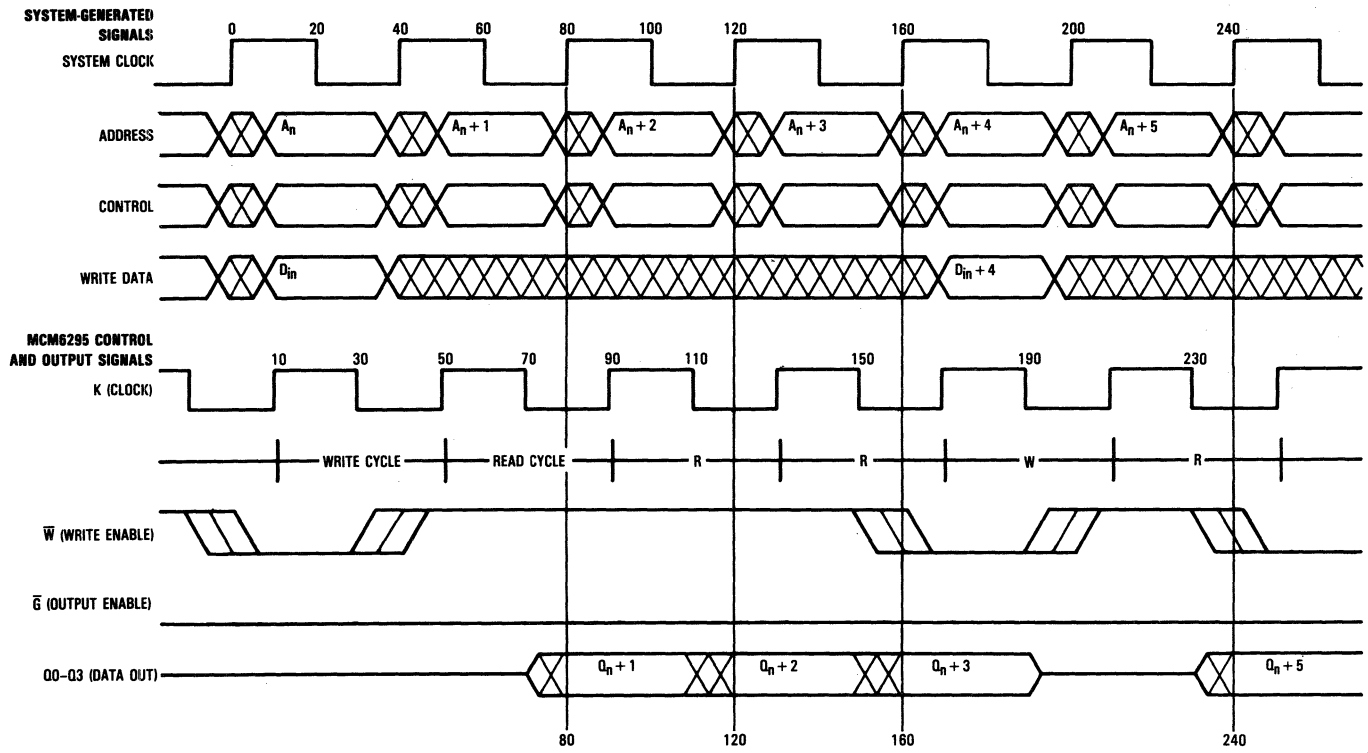 SYSTEM-GENERATED
SIGNALS
0 20 40 60 80 100 120 160 200 240
SYSTEM CLOCK
ADDRESS
An An + 1 An + 2 An + 3 An + 4 An + 5
CONTROL
WRITE DATA
Din Din + 4
MCM6295 CONTROL
AND OUTPUT SIGNALS
10 30 50 70 90 110 150 190 230
K (CLOCK)
WRITE CYCLE READ CYCLE R R W R
W̅ (WRITE ENABLE)
G̅ (OUTPUT ENABLE)
Q0–Q3 (DATA OUT)
Qn + 1 Qn + 2 Qn + 3 Qn + 5
80 120 160 240